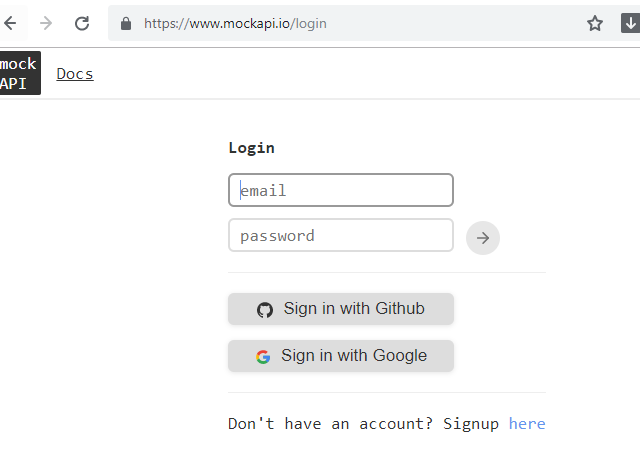 https://www.mockapi.io/login
mock
API
Docs
Login
email
password
Sign in with Github
Sign in with Google
Don't have an account? Signup here